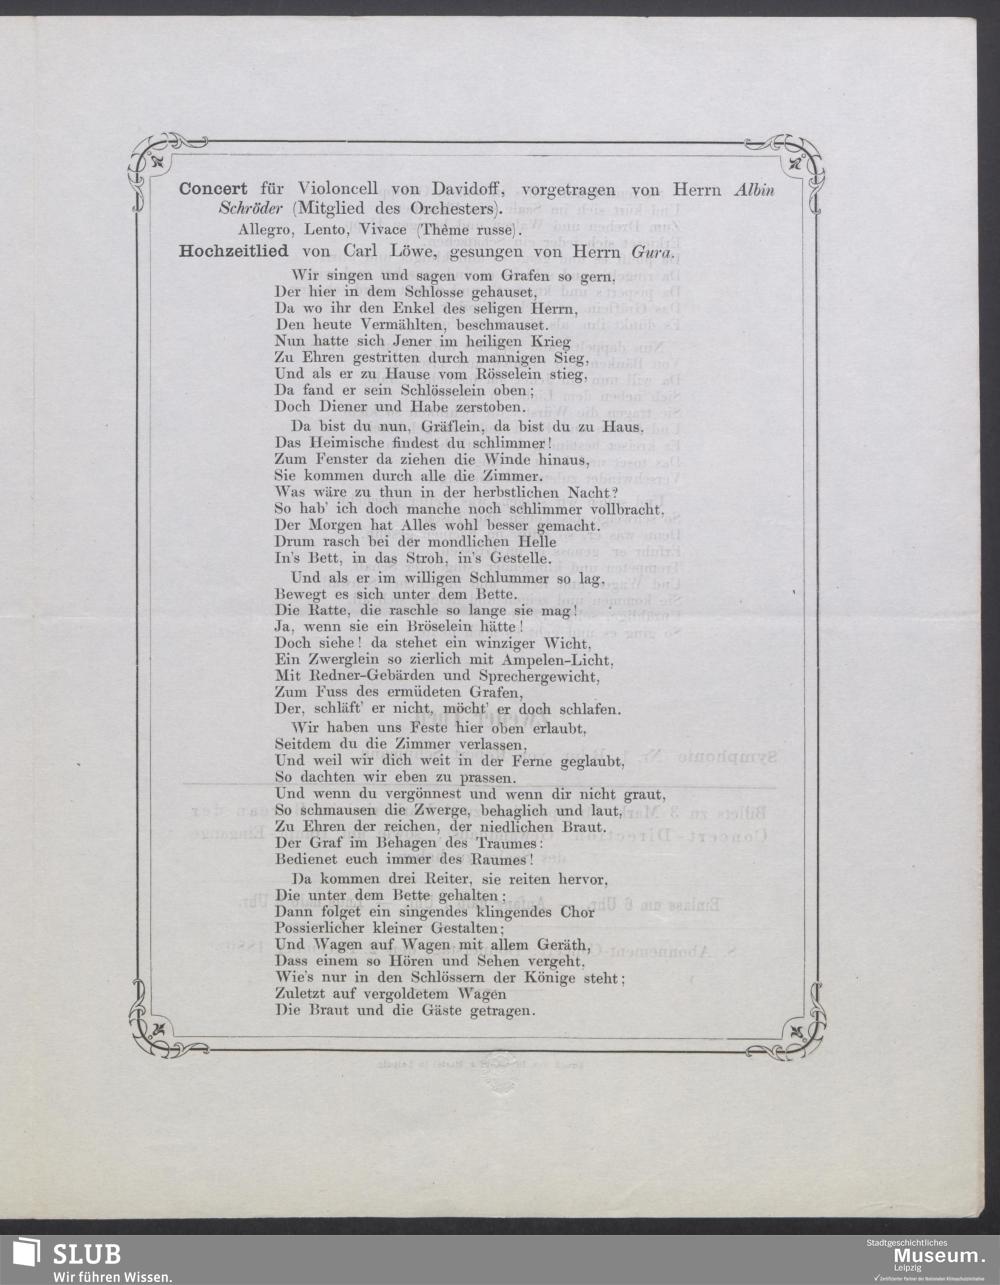 Concert für Violoncell von Davidoff, vorgetragen von Herrn Albin
Schröder (Mitglied des Orchesters).
Allegro, Lento, Vivace (Thème russe).
Hochzeitlied von Carl Löwe, gesungen von Herrn Gura.
Wir singen und sagen vom Grafen so gern,
Der hier in dem Schlosse gehauset,
Da wo ihr den Enkel des seligen Herrn,
Den heute Vermählten, beschmauset.
Nun hatte sich Jener im heiligen Krieg
Zu Ehren gestritten durch mannigen Sieg,
Und als er zu Hause vom Rösselein stieg,
Da fand er sein Schlösselein oben;
Doch Diener und Habe zerstoben.
Da bist du nun, Gräflein, da bist du zu Haus,
Das Heimische findest du schlimmer!
Zum Fenster da ziehen die Winde hinaus,
Sie kommen durch alle die Zimmer.
Was wäre zu thun in der herbstlichen Nacht?
So hab' ich doch manche noch schlimmer vollbracht,
Der Morgen hat Alles wohl besser gemacht.
Drum rasch bei der mondlichen Helle
In's Bett, in das Stroh, in's Gestelle.
Und als er im willigen Schlummer so lag,
Bewegt es sich unter dem Bette.
Die Ratte, die raschle so lange sie mag!
Ja, wenn sie ein Bröselein hätte!
Doch siehe! da stehet ein winziger Wicht,
Ein Zwerglein so zierlich mit Ampelen-Licht,
Mit Redner-Gebärden und Sprechergewicht,
Zum Fuss des ermüdeten Grafen,
Der, schläft' er nicht, möcht' er doch schlafen.
Wir haben uns Feste hier oben erlaubt,
Seitdem du die Zimmer verlassen,
Und weil wir dich weit in der Ferne geglaubt,
So dachten wir eben zu prassen.
Und wenn du vergönnest und wenn dir nicht graut,
So schmausen die Zwerge, behaglich und laut,
Zu Ehren der reichen, der niedlichen Braut.
Der Graf im Behagen des Traumes:
Bedienet euch immer des Raumes!
Da kommen drei Reiter, sie reiten hervor,
Die unter dem Bette gehalten;
Dann folget ein singendes klingendes Chor
Possierlicher kleiner Gestalten;
Und Wagen auf Wagen mit allem Geräth,
Dass einem so Hören und Sehen vergeht,
Wie's nur in den Schlössern der Könige steht;
Zuletzt auf vergoldetem Wagen
Die Braut und die Gäste getragen.
SLUB
Wir führen Wissen.
Stadtgeschichtliches
Museum.
Leipzig